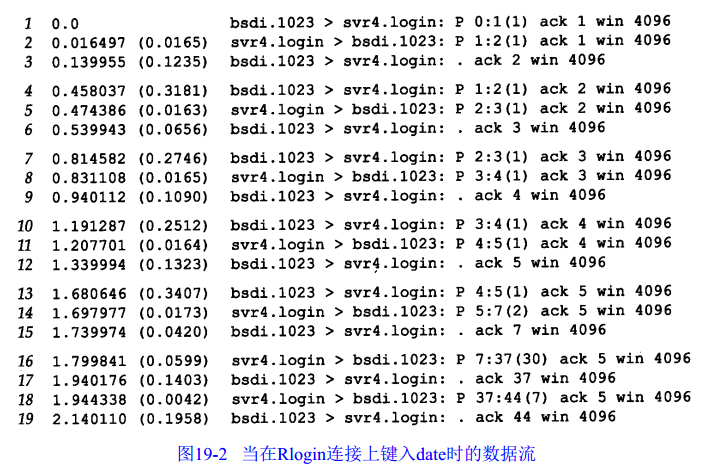 1 0.0 bsdi.1023 > svr4.login: P 0:1(1) ack 1 win 4096
2 0.016497 (0.0165) svr4.login > bsdi.1023: P 1:2(1) ack 1 win 4096
3 0.139955 (0.1235) bsdi.1023 > svr4.login: . ack 2 win 4096
4 0.458037 (0.3181) bsdi.1023 > svr4.login: P 1:2(1) ack 2 win 4096
5 0.474386 (0.0163) svr4.login > bsdi.1023: P 2:3(1) ack 2 win 4096
6 0.539943 (0.0656) bsdi.1023 > svr4.login: . ack 3 win 4096
7 0.814582 (0.2746) bsdi.1023 > svr4.login: P 2:3(1) ack 3 win 4096
8 0.831108 (0.0165) svr4.login > bsdi.1023: P 3:4(1) ack 3 win 4096
9 0.940112 (0.1090) bsdi.1023 > svr4.login: . ack 4 win 4096
10 1.191287 (0.2512) bsdi.1023 > svr4.login: P 3:4(1) ack 4 win 4096
11 1.207701 (0.0164) svr4.login > bsdi.1023: P 4:5(1) ack 4 win 4096
12 1.339994 (0.1323) bsdi.1023 > svr4.login: . ack 5 win 4096
13 1.680646 (0.3407) bsdi.1023 > svr4.login: P 4:5(1) ack 5 win 4096
14 1.697977 (0.0173) svr4.login > bsdi.1023: P 5:7(2) ack 5 win 4096
15 1.739974 (0.0420) bsdi.1023 > svr4.login: . ack 7 win 4096
16 1.799841 (0.0599) svr4.login > bsdi.1023: P 7:37(30) ack 5 win 4096
17 1.940176 (0.1403) bsdi.1023 > svr4.login: . ack 37 win 4096
18 1.944338 (0.0042) svr4.login > bsdi.1023: P 37:44(7) ack 5 win 4096
19 2.140110 (0.1958) bsdi.1023 > svr4.login: . ack 44 win 4096
图19-2 当在Rlogin连接上键入date时的数据流